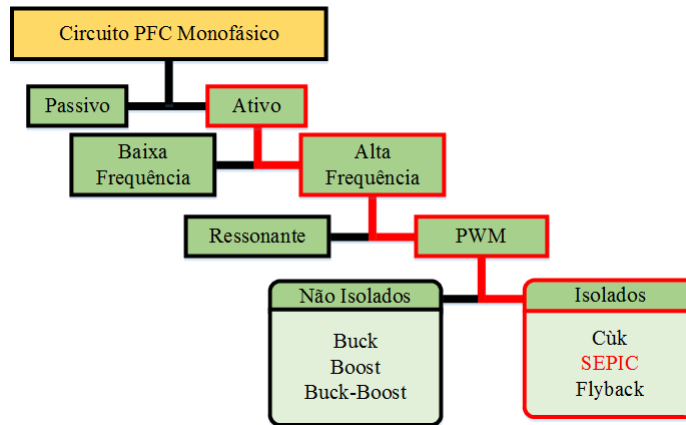 Circuito PFC Monofásico
Passivo
Ativo
Baixa
Frequência
Alta
Frequência
Ressonante
PWM
Não Isolados
Buck
Boost
Buck-Boost
Isolados
Cùk
SEPIC
Flyback